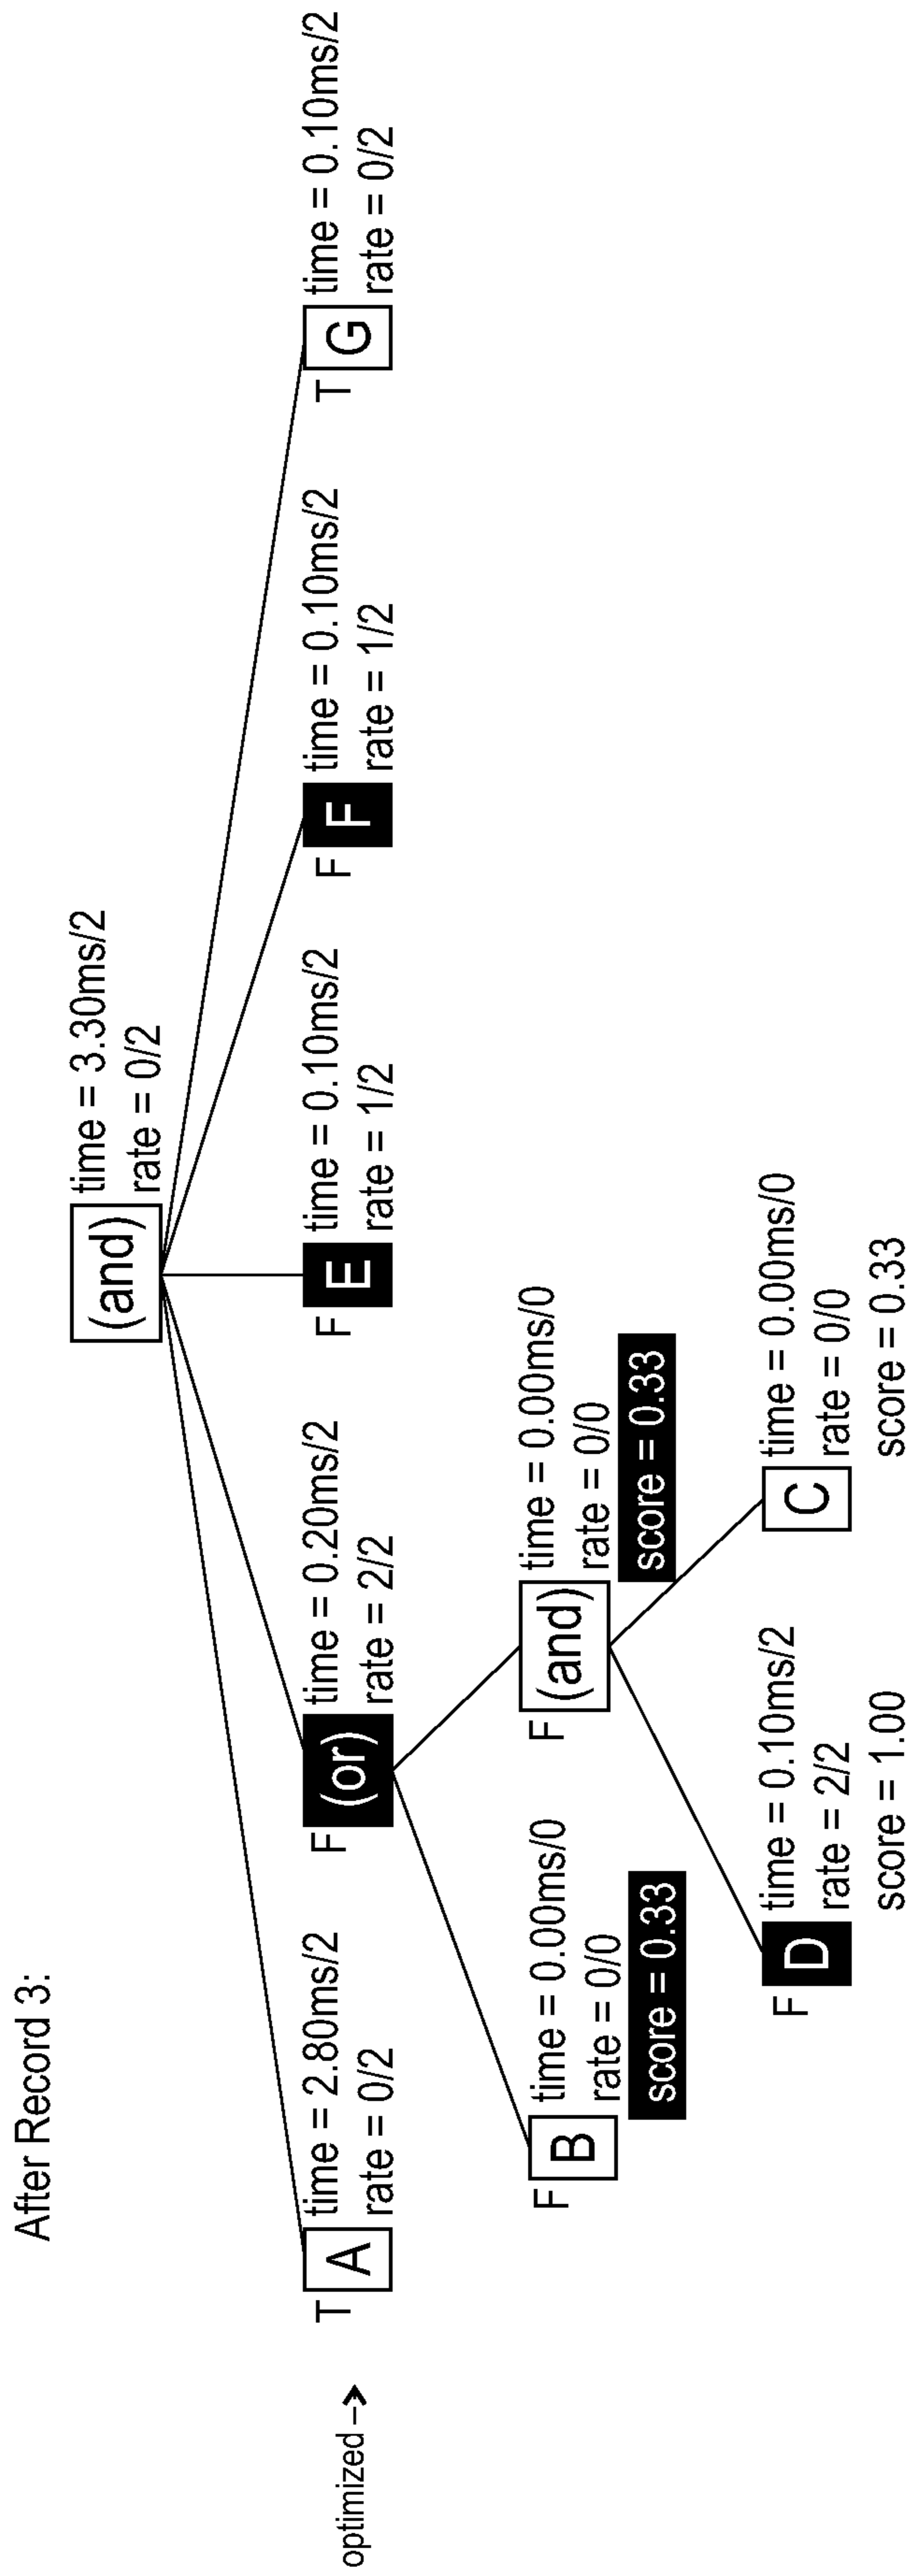 After Record 3:
(and)
time = 3.30ms/2
rate = 0/2
optimized -->
T
A
time = 2.80ms/2
rate = 0/2
F
(or)
time = 0.20ms/2
rate = 2/2
F
E
time = 0.10ms/2
rate = 1/2
F
F
time = 0.10ms/2
rate = 1/2
T
G
time = 0.10ms/2
rate = 0/2
F
B
time = 0.00ms/0
rate = 0/0
score = 0.33
F
(and)
time = 0.00ms/0
rate = 0/0
score = 0.33
F
D
time = 0.10ms/2
rate = 2/2
score = 1.00
C
time = 0.00ms/0
rate = 0/0
score = 0.33